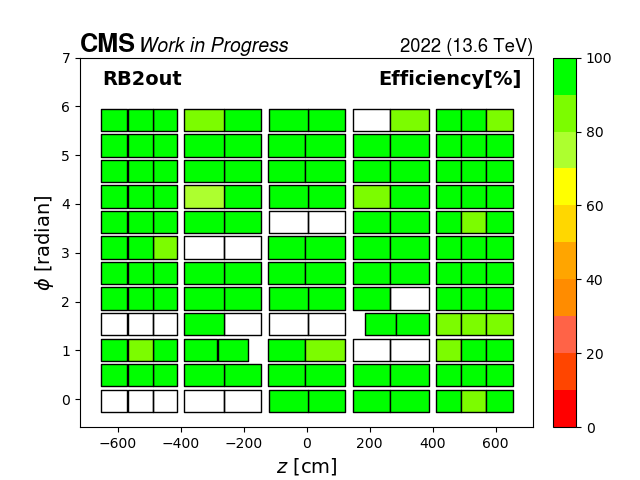 CMS Work in Progress 2022 (13.6 TeV)
RB2out Efficiency[%]
7
6
5
4
3
2
1
0
ϕ [radian]
−600 −400 −200 0 200 400 600
z [cm]
100
80
60
40
20
0